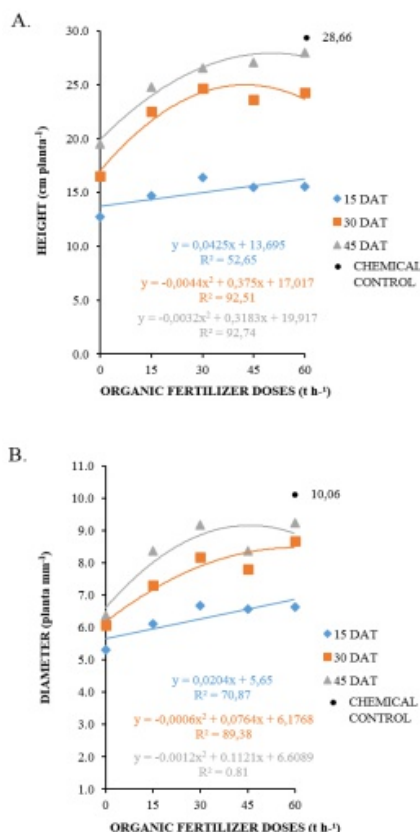 A.
30.0
28,66
25.0
20.0
15.0
10.0
5.0
0.0
HEIGHT (cm planta-¹)
y = 0,0425x + 13,695
R² = 52,65
y = -0,0044x² + 0,375x + 17,017
R² = 92,51
y = -0,0032x² + 0,3183x + 19,917
R² = 92,74
15 DAT
30 DAT
45 DAT
CHEMICAL
CONTROL
0 15 30 45 60
ORGANIC FERTILIZER DOSES (t h-¹)
B.
11.0
10.0
10,06
9.0
8.0
7.0
6.0
5.0
4.0
3.0
2.0
1.0
DIAMETER (planta mm-¹)
y = 0,0204x + 5,65
R² = 70,87
y = -0,0006x² + 0,0764x + 6,1768
R² = 89,38
y = -0.0012x² + 0.1121x + 6.6089
R² = 0.81
15 DAT
30 DAT
45 DAT
CHEMICAL
CONTROL
0 15 30 45 60
ORGANIC FERTILIZER DOSES (t h-¹)